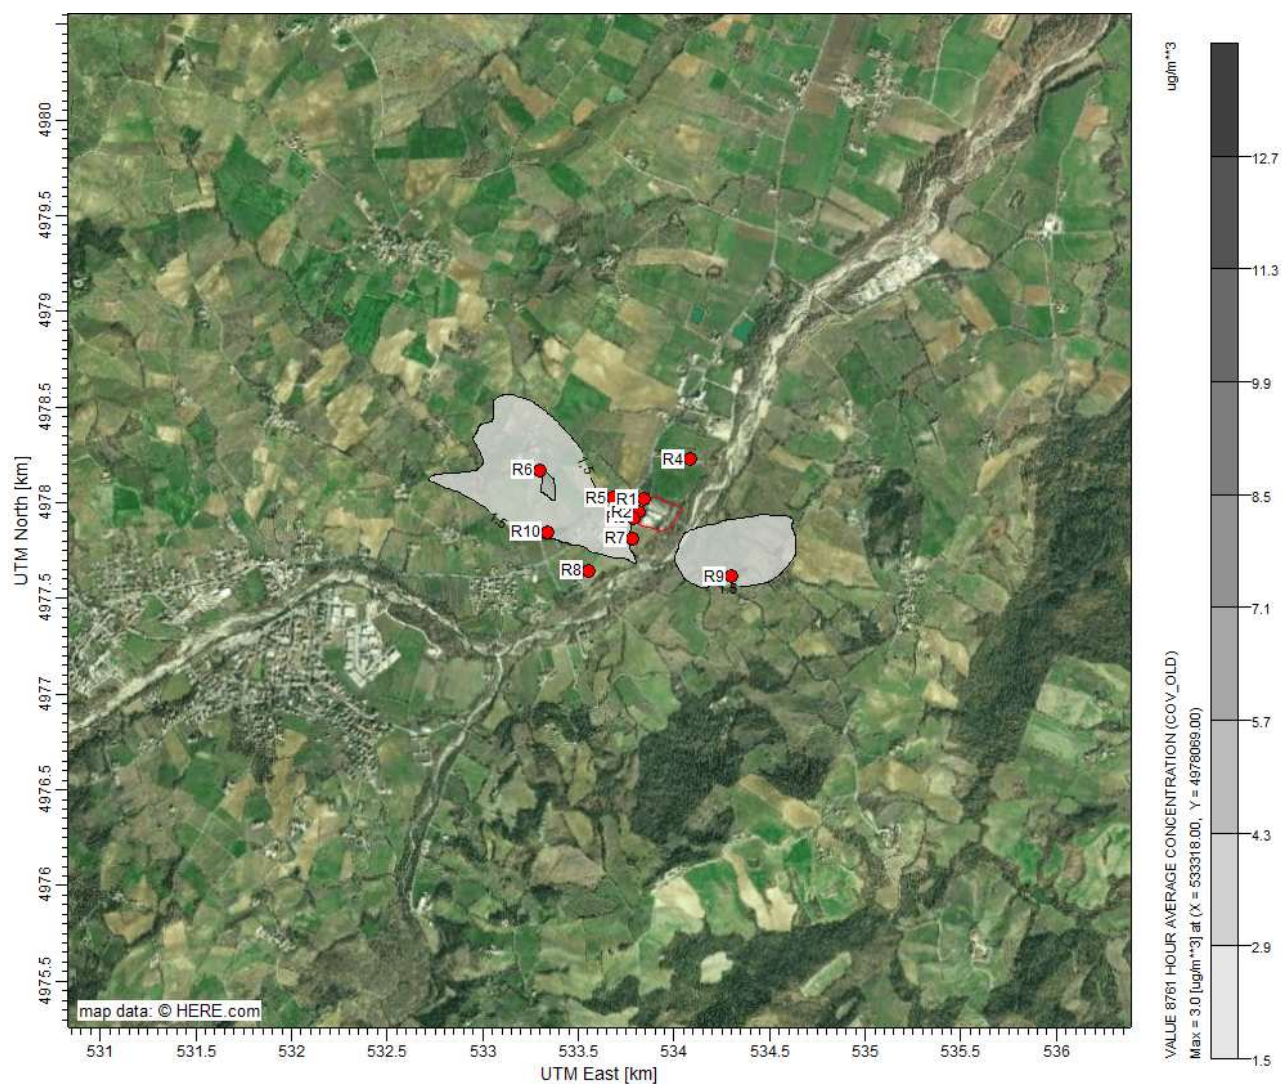 ug/m**3
UTM North [km]
4980
4979.5
4979
4978.5
4978
4977.5
4977
4976.5
4976
4975.5
R6
1.5
R4
R5
R1
R2
R10
1.5
R7
R8
R9
1.5
map data: © HERE.com
531
531.5
532
532.5
533
533.5
534
534.5
535
535.5
536
UTM East [km]
12.7
11.3
9.9
8.5
7.1
5.7
4.3
2.9
1.5
VALUE 8761 HOUR AVERAGE CONCENTRATION (COV_OLD)
Max = 3.0 [ug/m**3] at (X = 533318.00, Y = 4978069.00)